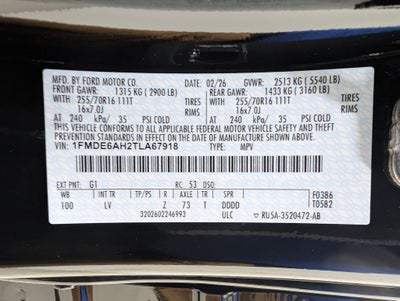 MFD. BY FORD MOTOR CO. 02/26 GVWR: 2513 KG ( 5540 LB)
FRONT GAWR: 1315 KG ( 2900 LB) REAR GAWR: 1433 KG ( 3160 LB)
WITH 255/70R16 111T WITH 255/70R16 111T
16x7.0J 16x7.0J
AT 240 kPa/ 35 PSI COLD AT 240 kPa/ 35 PSI COLD
THIS VEHICLE CONFORMS TO ALL APPLICABLE FEDERAL MOTOR VEHICLE SAFETY, BUMPER, AND THEFT PREVENTION STANDARDS IN EFFECT ON THE DATE OF MANUFACTURE SHOWN ABOVE.
VIN: 1FMDE6AH2TLA67918 TYPE: MPV
EXT PNT: G1 RC: 53 DSO:
WB INT TR TP/PS R AXLE TR SPR F0386
100 LV Z 73 T DDDD T0582
3202602246993 ULC ▽ RU5A-3520472-AB